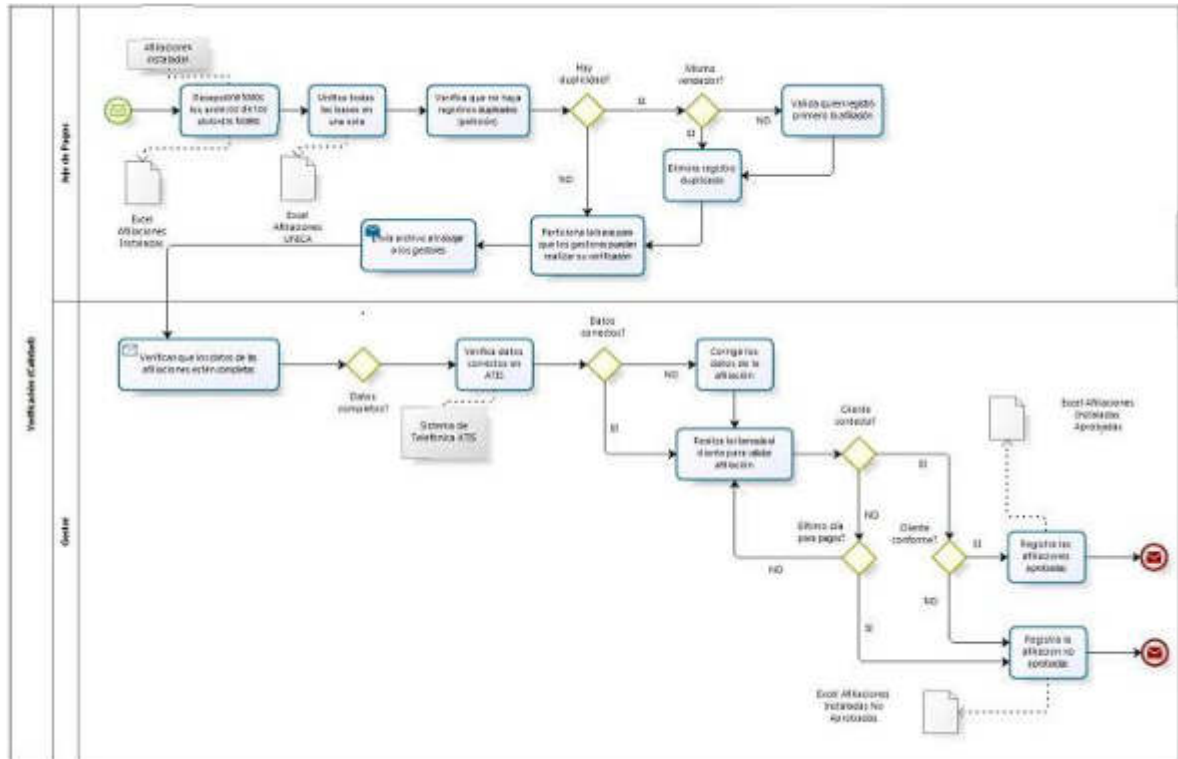 Verificación (Calidad)
Jefe de Pagos
Afiliaciones
Instaladas
Recepciona todos
los archivos de los
Unifica todas
las bases en
una sola
Verifica que no haya
registros duplicados
(petición)
Hay
duplicidad?
SI
Mismo
vendedor?
NO
Valida quien registró
primero la afiliación
SI
Elimina registro
duplicado
NO
Excel
Afiliaciones
Instaladas
Excel
Afiliaciones
UNICA
Envía archivo a trabajar
a los gestores
Particiona la base para
que los gestores puedan
realizar su verificación
Gestor
Verifican que los datos de las
afiliaciones estén completas
Datos
completos?
Verifica datos
correctos en
ATIS
Sistema de
Telefónica ATIS
Datos
correctos?
NO
Corrige los
datos de la
afiliación
SI
Realiza la llamada al
cliente para validar
afiliación
Cliente
contesta?
SI
NO
Excel Afiliaciones
Instaladas
Aprobadas
Último día
para pagos?
NO
SI
Cliente
conforme?
SI
NO
Registra las
afiliaciones
aprobadas
Registra la
afiliacion no
aprobadas
Excel Afiliaciones
Instaladas No
Aprobadas